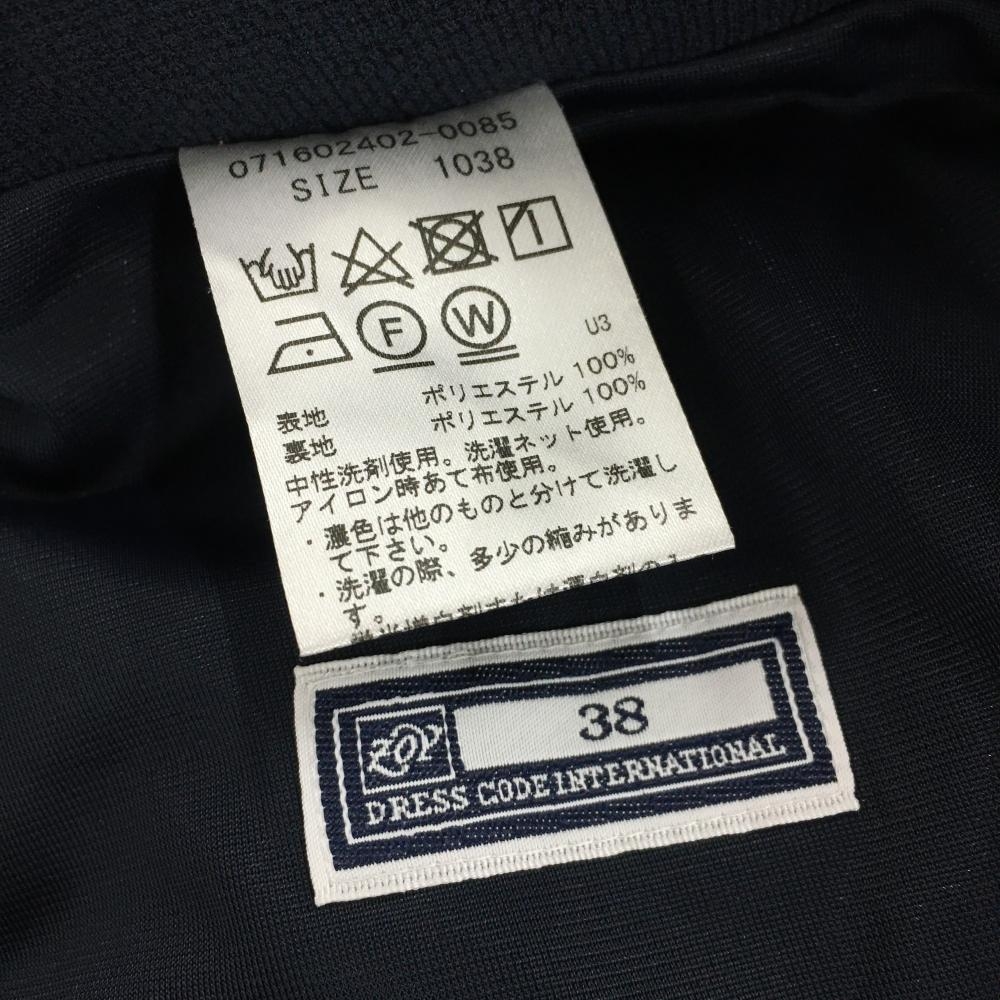 071602402-0085
SIZE 1038
F W
U3
表地 ポリエステル 100%
裏地 ポリエステル 100%
中性洗剤使用。洗濯ネット使用。
アイロン時あて布使用。
・濃色は他のものと分けて洗濯し
て下さい。
・洗濯の際、多少の縮みがありま
す。
38
DRESS CODE INTERNATIONAL